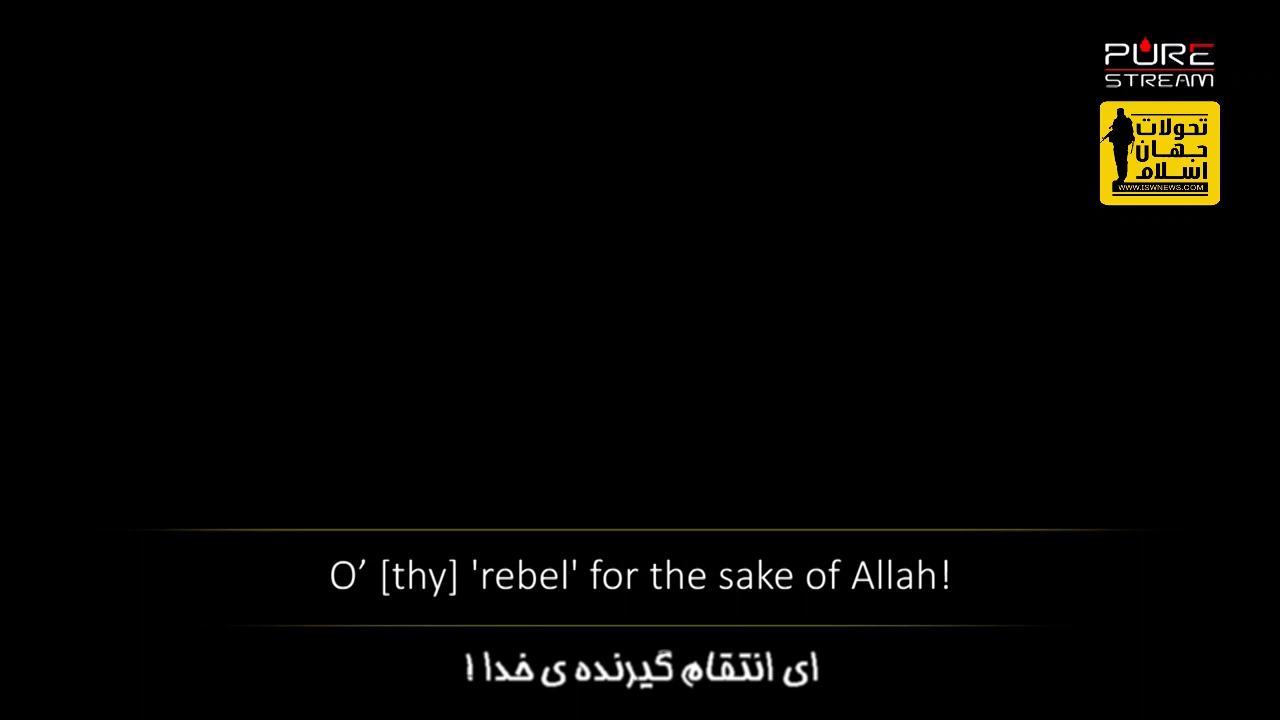 PURE
STREAM
تحولات
جهان
اسلام
WWW.ISWNEWS.COM
O’ [thy] 'rebel' for the sake of Allah!
ای انتقام گیرنده ی خدا !